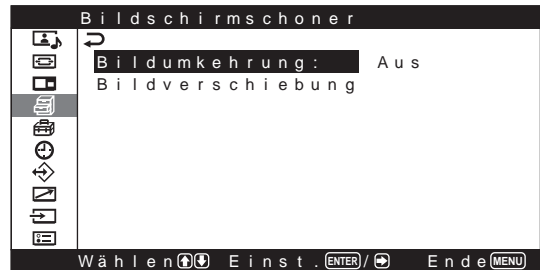 Bildschirmschoner
Bildumkehrung: Aus
Bildverschiebung
Wählen Einst. ENTER / Ende MENU